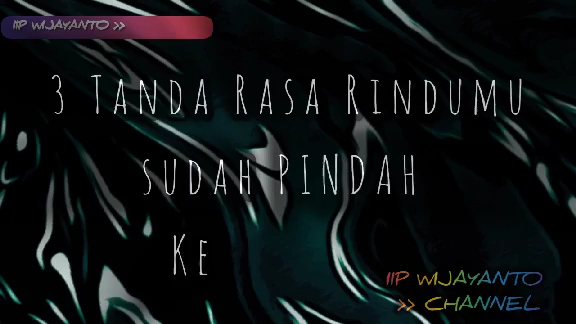 IIP WIJAYANTO >>
3 TANDA RASA RINDUMU
SUDAH PINDAH
KE
IIP WIJAYANTO
>> CHANNEL